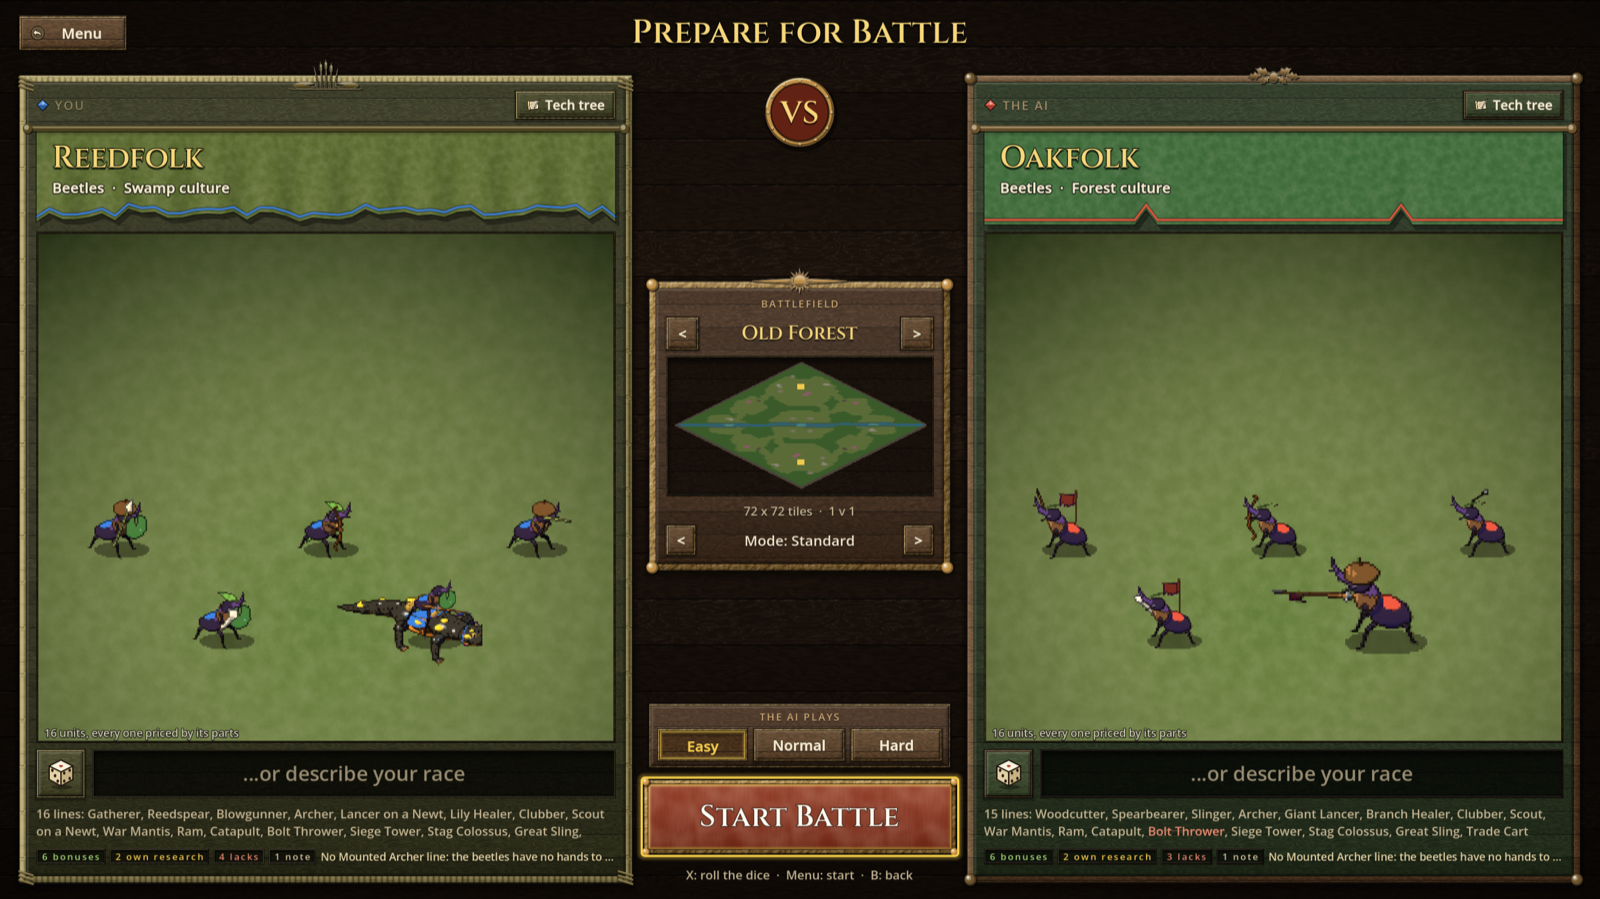 Menu
Prepare for Battle
YOU
Tech tree
Reedfolk
Beetles · Swamp culture
16 units, every one priced by its parts
...or describe your race
16 lines: Gatherer, Reedspear, Blowgunner, Archer, Lancer on a Newt, Lily Healer, Clubber, Scout
on a Newt, War Mantis, Ram, Catapult, Bolt Thrower, Siege Tower, Stag Colossus, Great Sling,
6 bonuses 2 own research 4 lacks 1 note No Mounted Archer line: the beetles have no hands to ...
VS
BATTLEFIELD
< Old Forest >
72 x 72 tiles · 1 v 1
< Mode: Standard >
THE AI PLAYS
Easy Normal Hard
Start Battle
X: roll the dice · Menu: start · B: back
THE AI
Tech tree
Oakfolk
Beetles · Forest culture
16 units, every one priced by its parts
...or describe your race
15 lines: Woodcutter, Spearbearer, Slinger, Archer, Giant Lancer, Branch Healer, Clubber, Scout,
War Mantis, Ram, Catapult, Bolt Thrower, Siege Tower, Stag Colossus, Great Sling, Trade Cart
6 bonuses 2 own research 3 lacks 1 note No Mounted Archer line: the beetles have no hands to ...